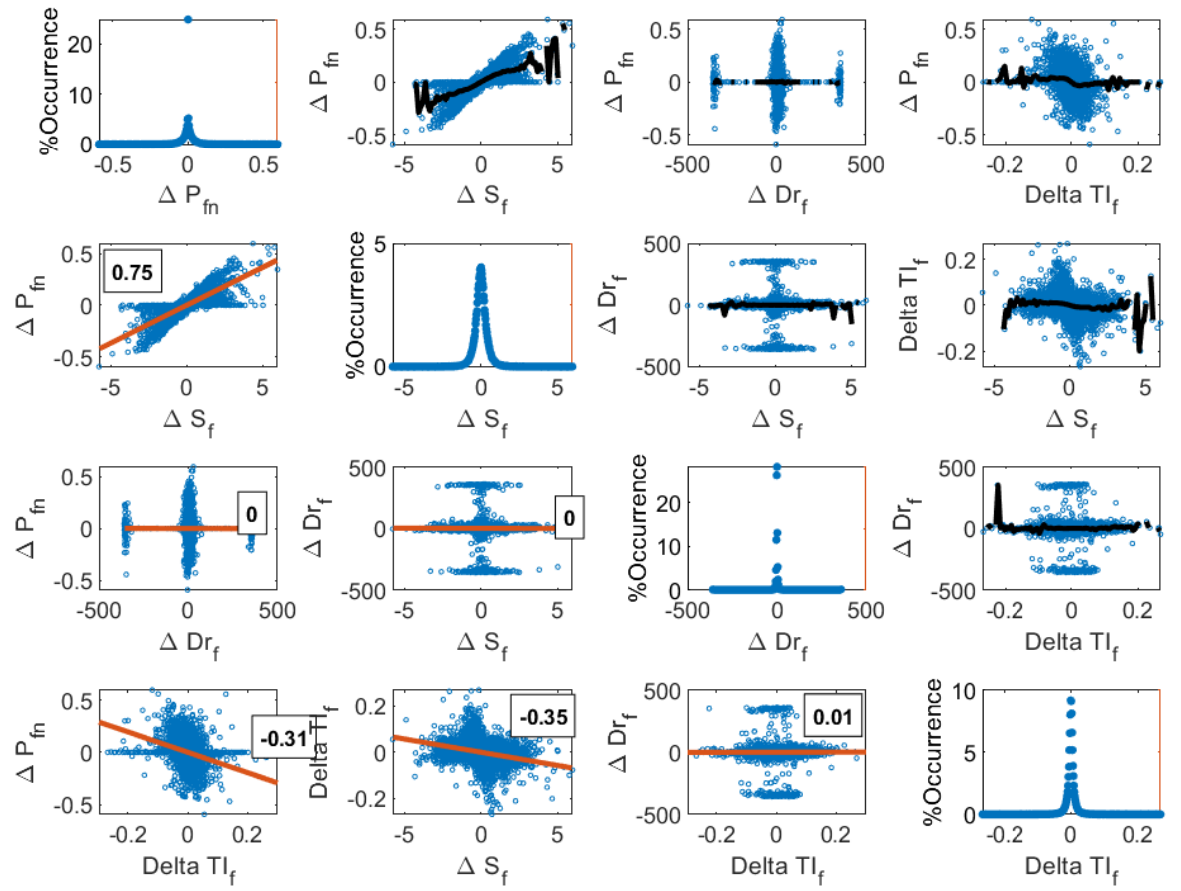 %Occurrence
20
10
0
-0.5 0 0.5
Δ P_fn
Δ P_fn
0.5
0
-0.5
-5 0 5
Δ S_f
Δ P_fn
0.5
0
-0.5
-500 0 500
Δ Dr_f
Δ P_fn
0.5
0
-0.5
-0.2 0 0.2
Delta TI_f
Δ P_fn
0.5
0
-0.5
0.75
-5 0 5
Δ S_f
%Occurrence
5
0
-5 0 5
Δ S_f
Δ Dr_f
500
0
-500
-5 0 5
Δ S_f
Delta TI_f
0.2
0
-0.2
-5 0 5
Δ S_f
Δ P_fn
0.5
0
-0.5
0
-500 0 500
Δ Dr_f
Δ Dr_f
500
0
-500
0
-5 0 5
Δ S_f
%Occurrence
20
10
0
-500 0 500
Δ Dr_f
Δ Dr_f
500
0
-500
-0.2 0 0.2
Delta TI_f
Δ P_fn
0.5
0
-0.5
-0.31
-0.2 0 0.2
Delta TI_f
Delta TI_f
0.2
0
-0.2
-0.35
-5 0 5
Δ S_f
Δ Dr_f
500
0
-500
0.01
-0.2 0 0.2
Delta TI_f
%Occurrence
10
5
0
-0.2 0 0.2
Delta TI_f